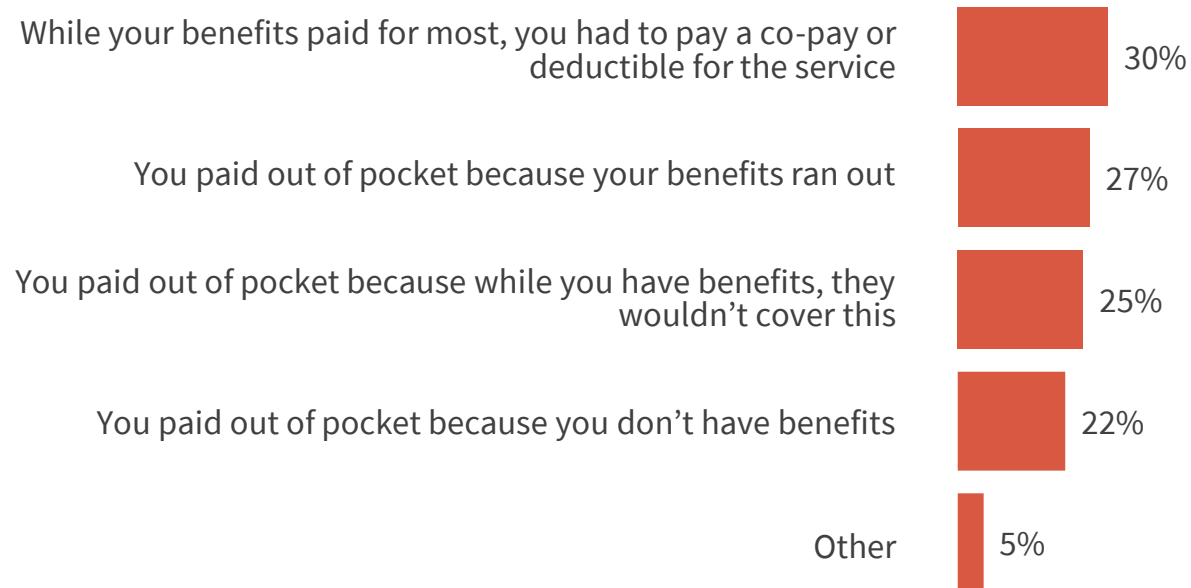 While your benefits paid for most, you had to pay a co-pay or
deductible for the service
30%
You paid out of pocket because your benefits ran out
27%
You paid out of pocket because while you have benefits, they
wouldn’t cover this
25%
You paid out of pocket because you don’t have benefits
22%
Other
5%